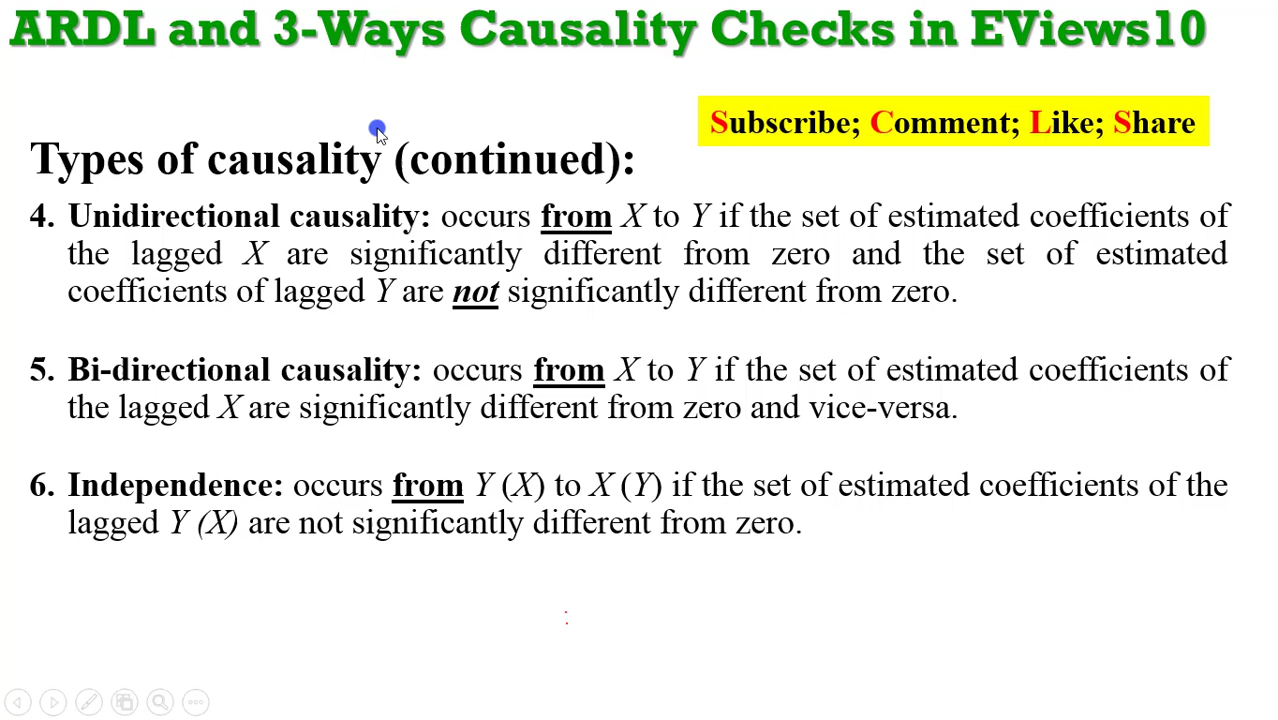 ARDL and 3-Ways Causality Checks in EViews10
Subscribe; Comment; Like; Share
Types of causality (continued):
4. Unidirectional causality: occurs from X to Y if the set of estimated coefficients of
the lagged X are significantly different from zero and the set of estimated
coefficients of lagged Y are not significantly different from zero.
5. Bi-directional causality: occurs from X to Y if the set of estimated coefficients of
the lagged X are significantly different from zero and vice-versa.
6. Independence: occurs from Y (X) to X (Y) if the set of estimated coefficients of the
lagged Y (X) are not significantly different from zero.